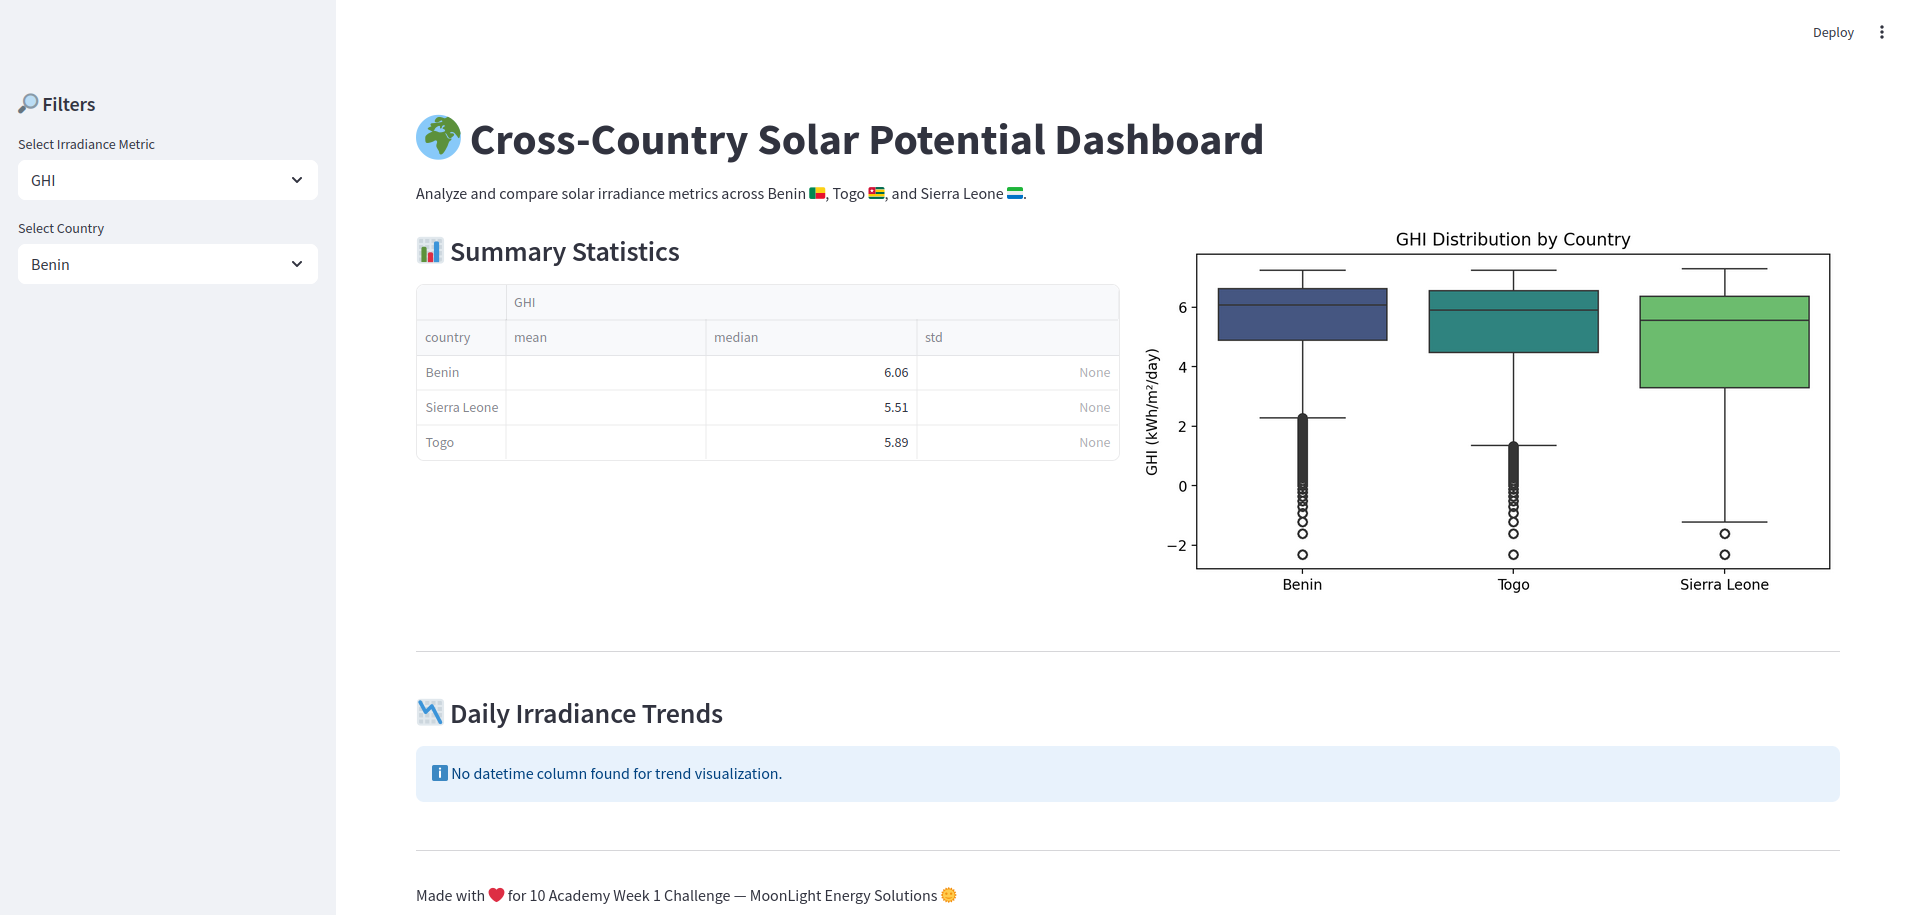 Deploy
🔎 Filters
Select Irradiance Metric
GHI
Select Country
Benin
🌍 Cross-Country Solar Potential Dashboard
Analyze and compare solar irradiance metrics across Benin 🇧🇯, Togo 🇹🇬, and Sierra Leone 🇸🇱.
📊 Summary Statistics
GHI
country mean median std
Benin 6.06 None
Sierra Leone 5.51 None
Togo 5.89 None
GHI Distribution by Country
GHI (kWh/m²/day)
6
4
2
0
−2
Benin Togo Sierra Leone
📉 Daily Irradiance Trends
ℹ️ No datetime column found for trend visualization.
Made with ❤️ for 10 Academy Week 1 Challenge — MoonLight Energy Solutions 🌞